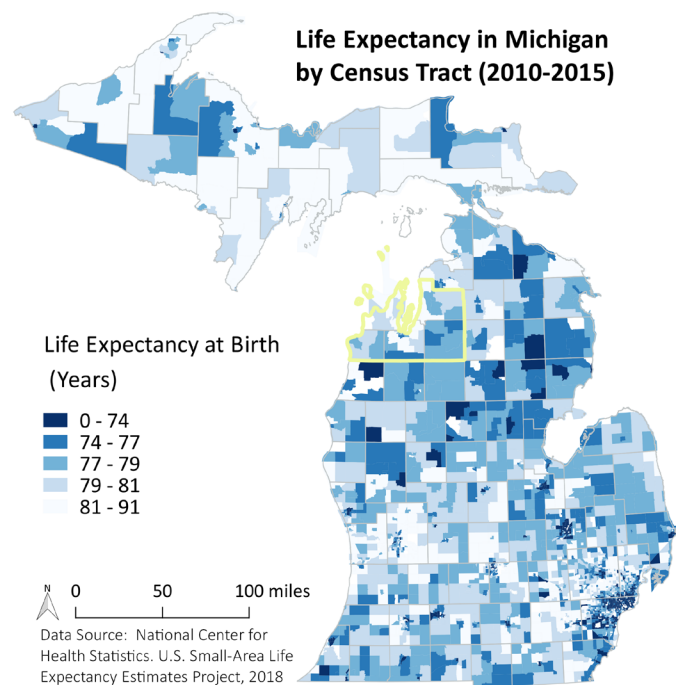 Life Expectancy in Michigan
by Census Tract (2010-2015)
Life Expectancy at Birth
(Years)
0 - 74
74 - 77
77 - 79
79 - 81
81 - 91
N
0 50 100 miles
Data Source: National Center for
Health Statistics. U.S. Small-Area Life
Expectancy Estimates Project, 2018